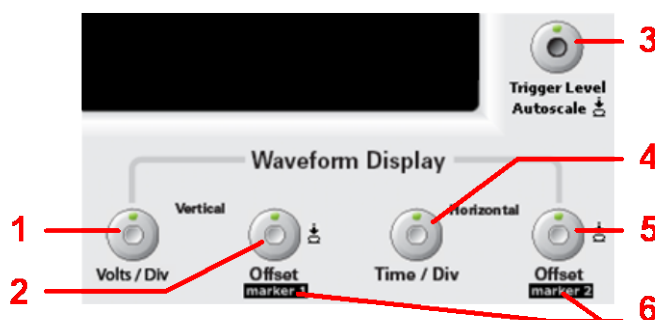 3
Trigger Level
Autoscale
Waveform Display
4
Vertical
Horizontal
1
5
Volts / Div
Offset
Time / Div
Offset
2
marker 1
marker 2
6